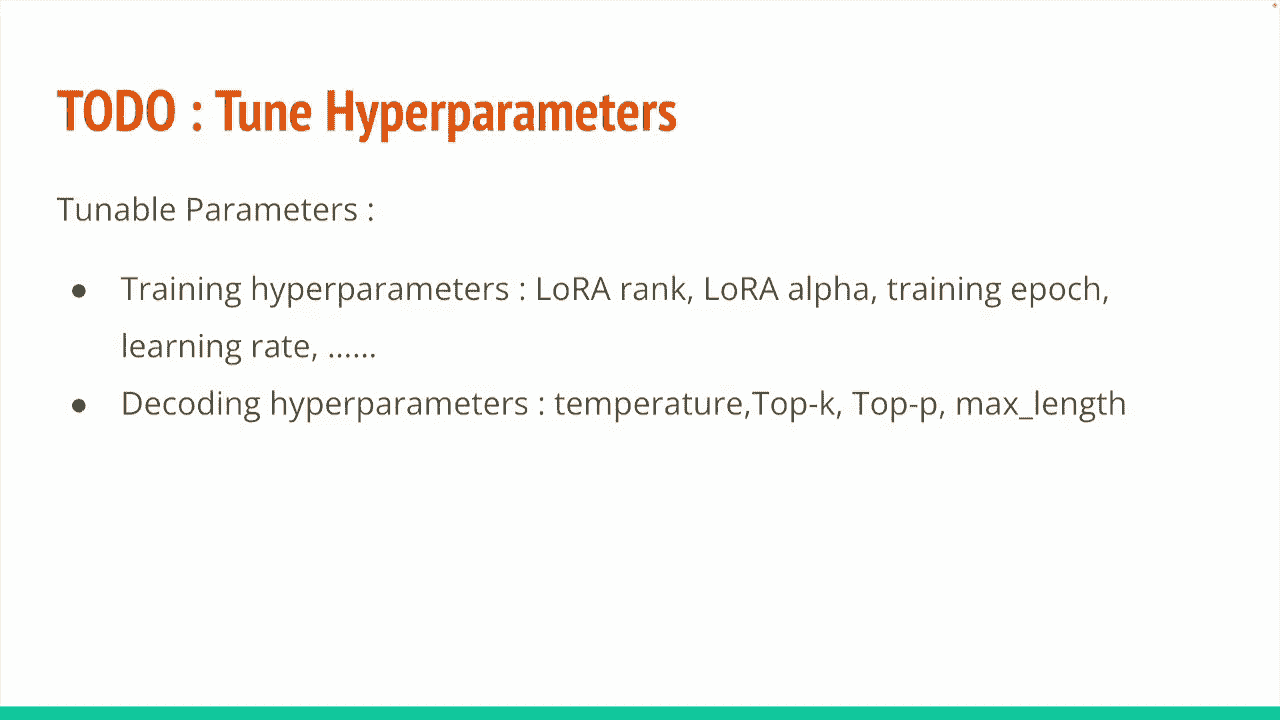 TODO : Tune Hyperparameters
Tunable Parameters :
● Training hyperparameters : LoRA rank, LoRA alpha, training epoch,
learning rate, ......
● Decoding hyperparameters : temperature,Top-k, Top-p, max_length